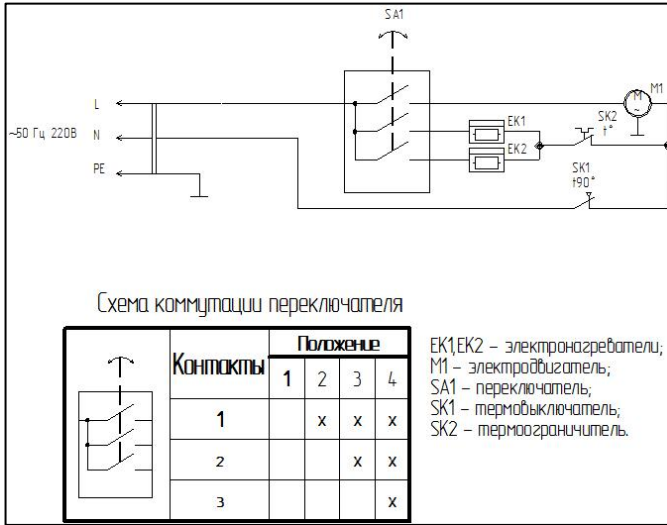 SA1
L
M
~
M1
~50 Гц 220В
N
EK1
SK2
t°
EK2
PE
SK1
t90°
Схема коммутации переключателя
Контакты
Положение
1 2 3 4
1 x x x
2 x x
3 x
EK1,EK2 – электронагреватели;
M1 – электродвигатель;
SA1 – переключатель;
SK1 – термовыключатель;
SK2 – термоограничитель.